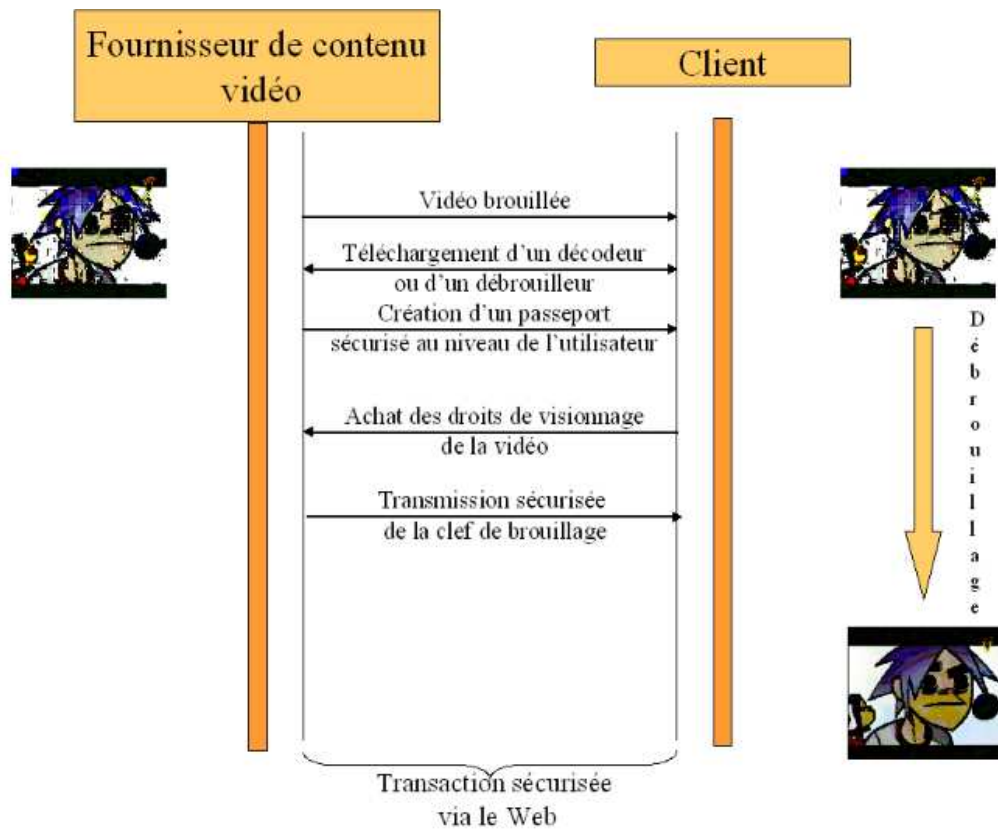 Fournisseur de contenu
vidéo
Client
Vidéo brouillée
Téléchargement d'un décodeur
ou d'un débrouilleur
Création d'un passeport
sécurisé au niveau de l'utilisateur
Achat des droits de visionnage
de la vidéo
Transmission sécurisée
de la clef de brouillage
Débrouillage
Transaction sécurisée
via le Web